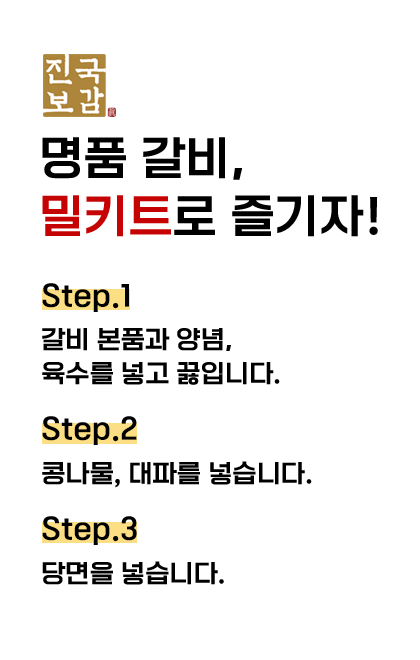 진국
보감
명품 갈비,
밀키트로 즐기자!
Step.1
갈비 본품과 양념,
육수를 넣고 끓입니다.
Step.2
콩나물, 대파를 넣습니다.
Step.3
당면을 넣습니다.